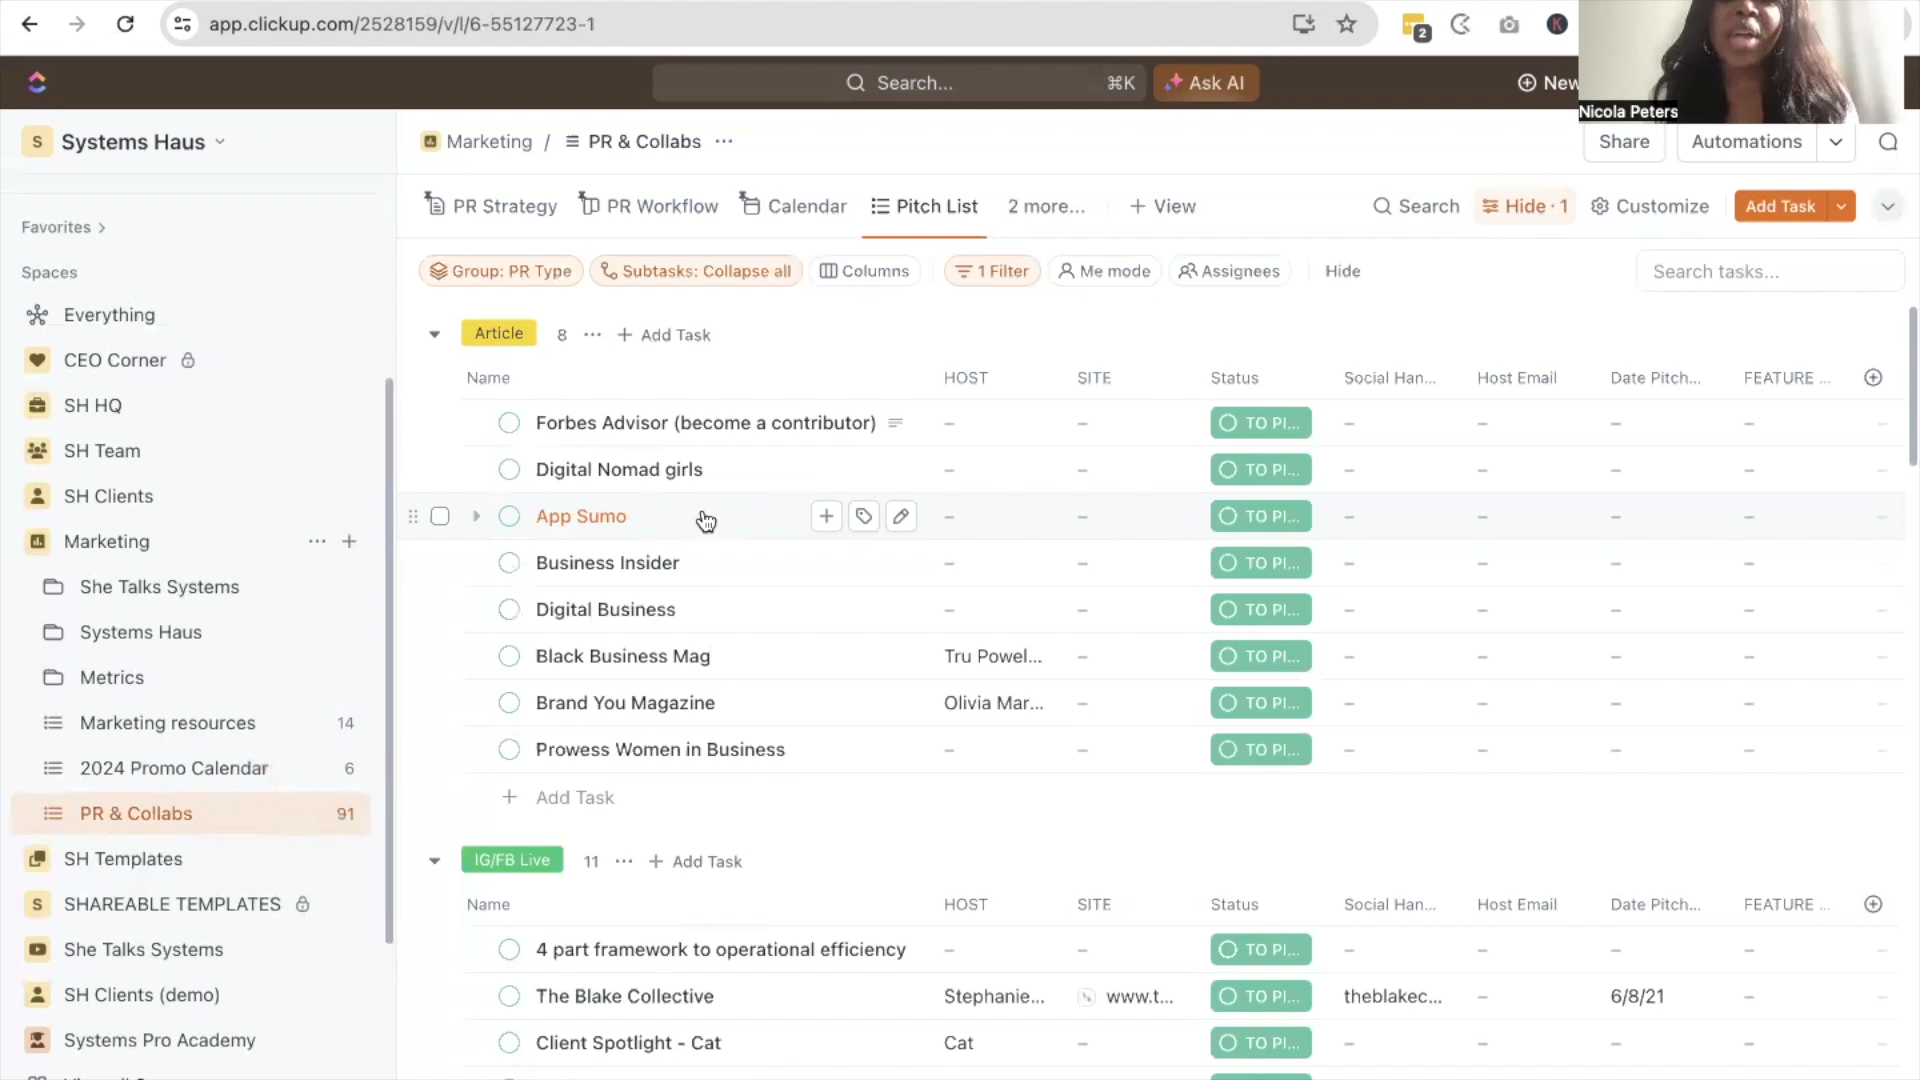 app.clickup.com/2528159/v/l/6-55127723-1
2
K
Search...
⌘K
Ask AI
New
Nicola Peters
S
Systems Haus
Marketing / PR & Collabs ...
Share
Automations
PR Strategy
PR Workflow
Calendar
Pitch List
2 more...
+ View
Search
Hide · 1
Customize
Add Task
Favorites
Spaces
Everything
CEO Corner
SH HQ
SH Team
SH Clients
Marketing
She Talks Systems
Systems Haus
Metrics
Marketing resources 14
2024 Promo Calendar 6
PR & Collabs 91
SH Templates
S SHAREABLE TEMPLATES
She Talks Systems
SH Clients (demo)
Systems Pro Academy
Group: PR Type
Subtasks: Collapse all
Columns
1 Filter
Me mode
Assignees
Hide
Search tasks...
Article 8 ... + Add Task
Name HOST SITE Status Social Han... Host Email Date Pitch... FEATURE ...
Forbes Advisor (become a contributor) – – TO PI... – – – – –
Digital Nomad girls – – TO PI... – – – – –
App Sumo – – TO PI... – – – – –
Business Insider – – TO PI... – – – – –
Digital Business – – TO PI... – – – – –
Black Business Mag Tru Powel... – TO PI... – – – – –
Brand You Magazine Olivia Mar... – TO PI... – – – – –
Prowess Women in Business – – TO PI... – – – – –
+ Add Task
IG/FB Live 11 ... + Add Task
Name HOST SITE Status Social Han... Host Email Date Pitch... FEATURE ...
4 part framework to operational efficiency – – TO PI... – – – – –
The Blake Collective Stephanie... www.t... TO PI... theblakec... – 6/8/21 – –
Client Spotlight - Cat Cat – TO PI... – – – – –